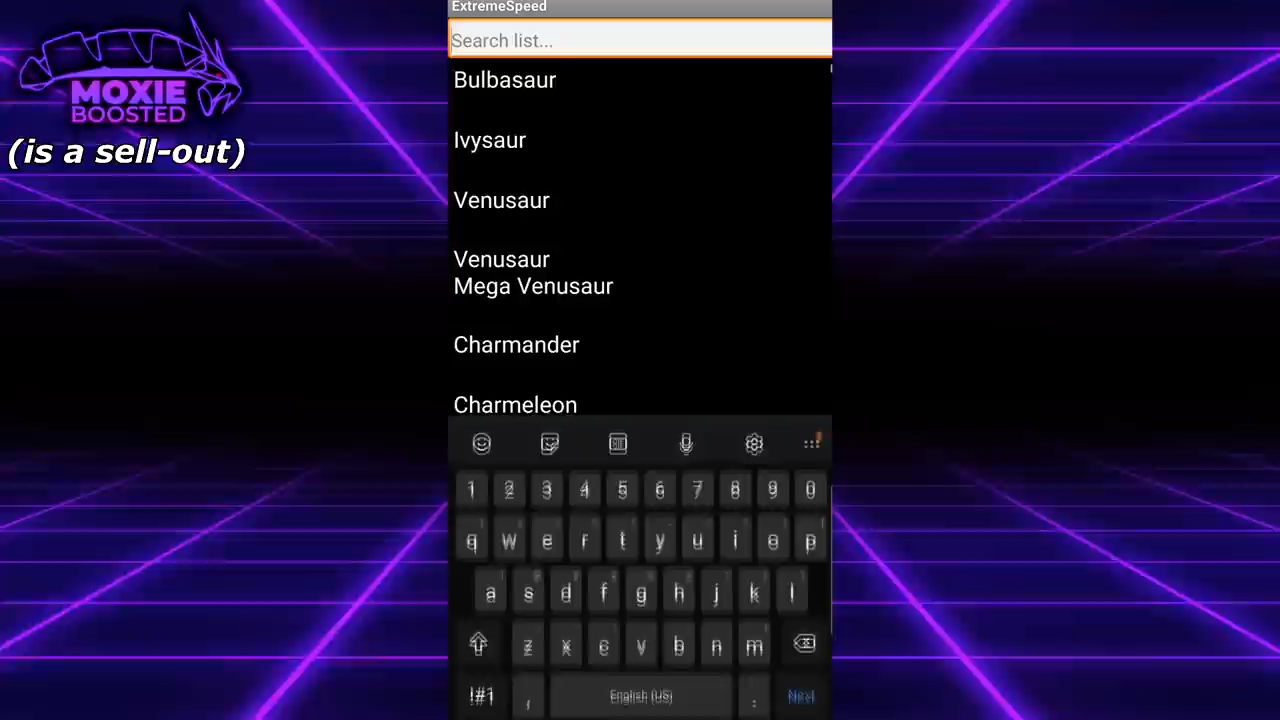 MOXIE
BOOSTED
(is a sell-out)
ExtremeSpeed
Search list...
Bulbasaur
Ivysaur
Venusaur
Venusaur
Mega Venusaur
Charmander
Charmeleon
1 2 3 4 5 6 7 8 9 0
q w e r t y u i o p
a s d f g h j k l
z x c v b n m
!#1 , English (US) . Next